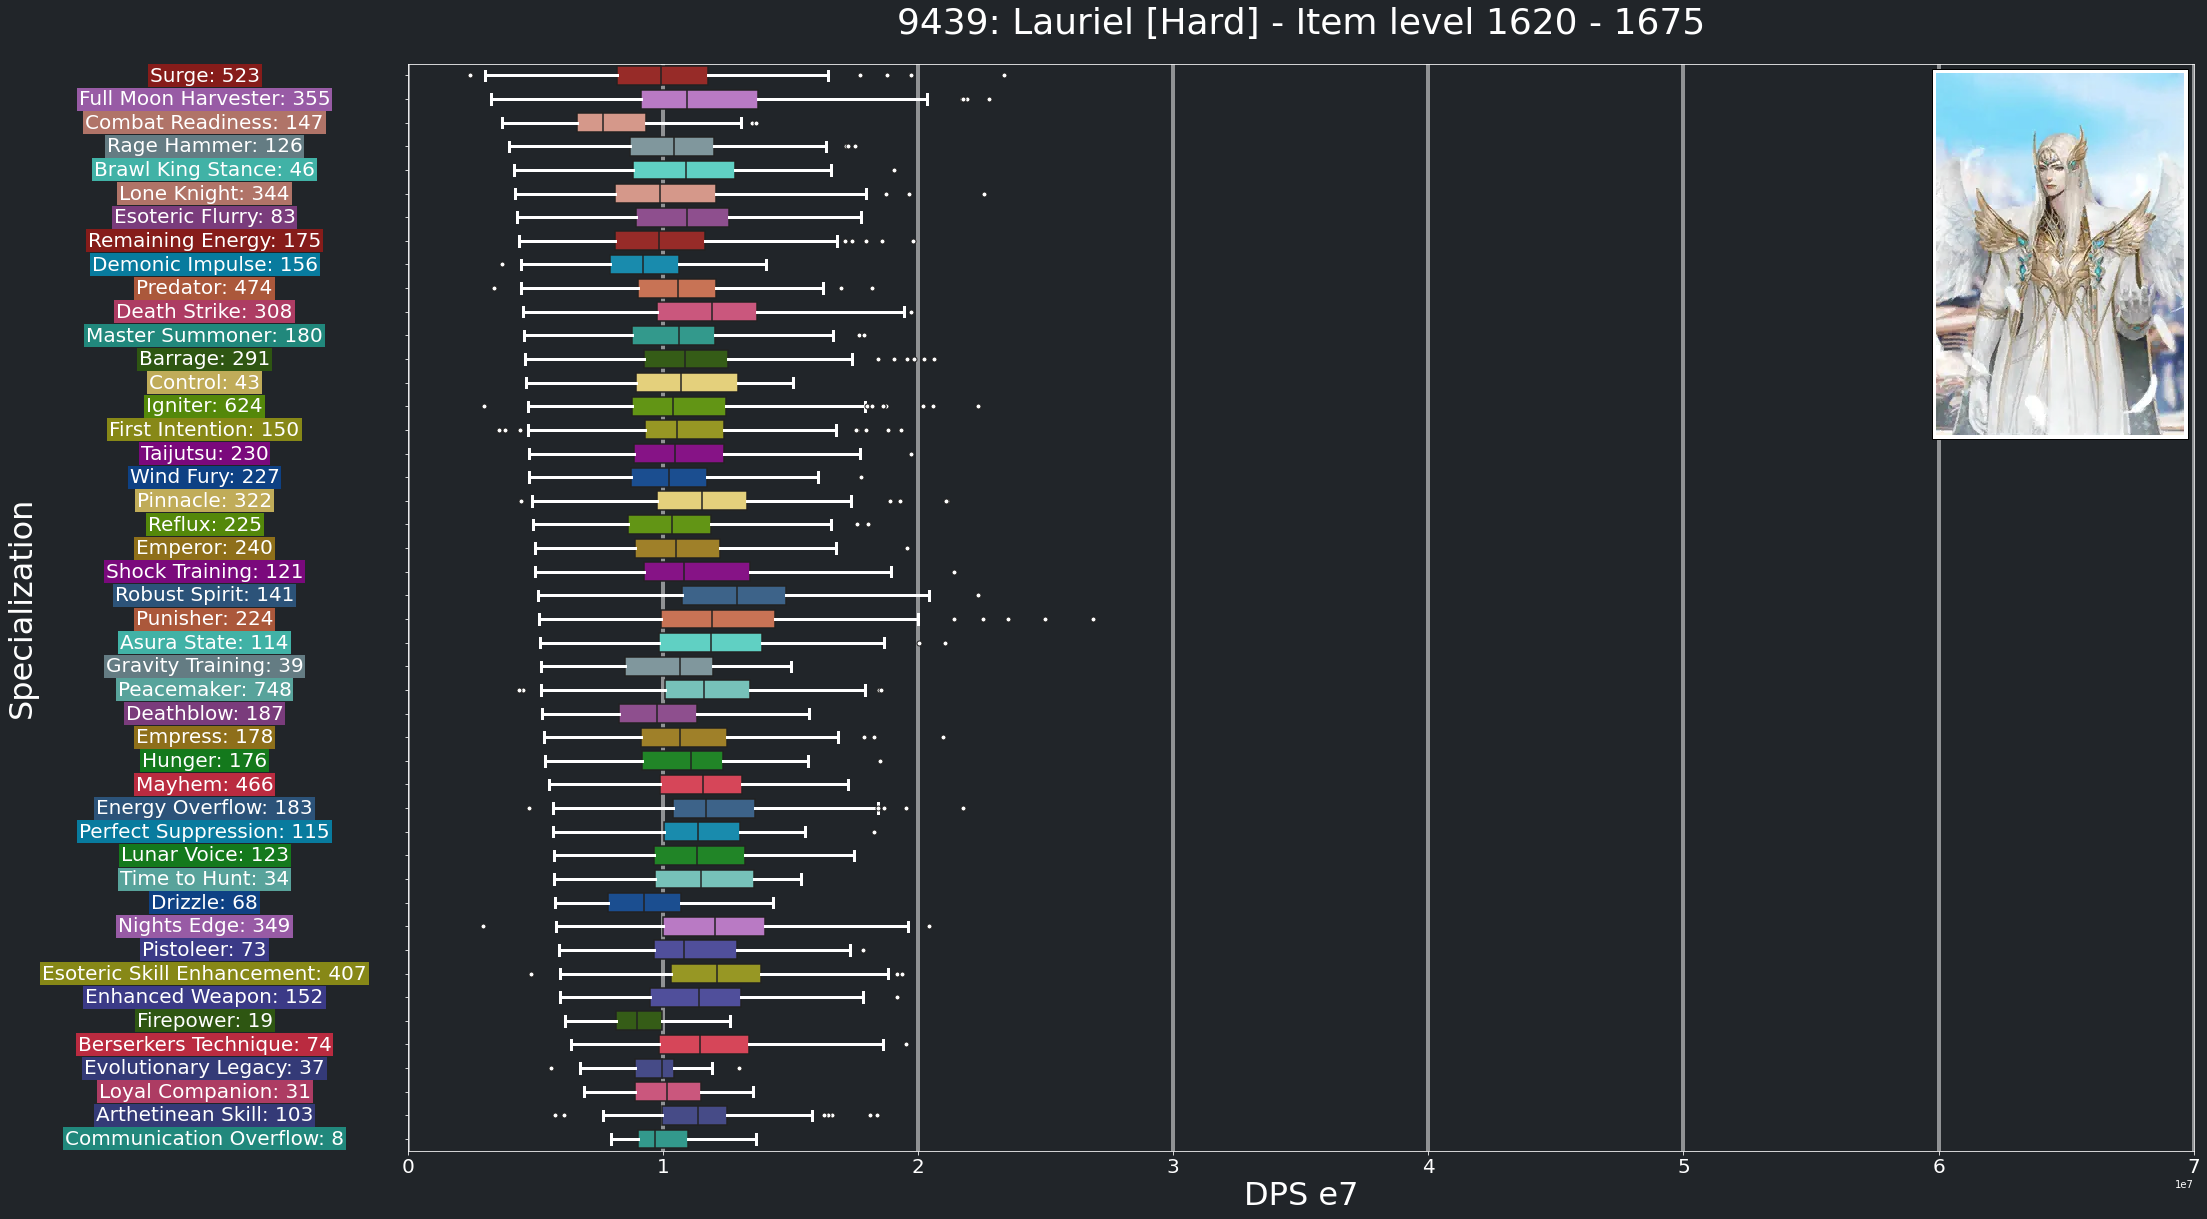 9439: Lauriel [Hard] - Item level 1620 - 1675
Surge: 523
Full Moon Harvester: 355
Combat Readiness: 147
Rage Hammer: 126
Brawl King Stance: 46
Lone Knight: 344
Esoteric Flurry: 83
Remaining Energy: 175
Demonic Impulse: 156
Predator: 474
Death Strike: 308
Master Summoner: 180
Barrage: 291
Control: 43
Igniter: 624
First Intention: 150
Taijutsu: 230
Wind Fury: 227
Pinnacle: 322
Reflux: 225
Emperor: 240
Shock Training: 121
Robust Spirit: 141
Punisher: 224
Asura State: 114
Gravity Training: 39
Peacemaker: 748
Deathblow: 187
Empress: 178
Hunger: 176
Mayhem: 466
Energy Overflow: 183
Perfect Suppression: 115
Lunar Voice: 123
Time to Hunt: 34
Drizzle: 68
Nights Edge: 349
Pistoleer: 73
Esoteric Skill Enhancement: 407
Enhanced Weapon: 152
Firepower: 19
Berserkers Technique: 74
Evolutionary Legacy: 37
Loyal Companion: 31
Arthetinean Skill: 103
Communication Overflow: 8
Specialization
0 1 2 3 4 5 6 7
DPS e7
1e7